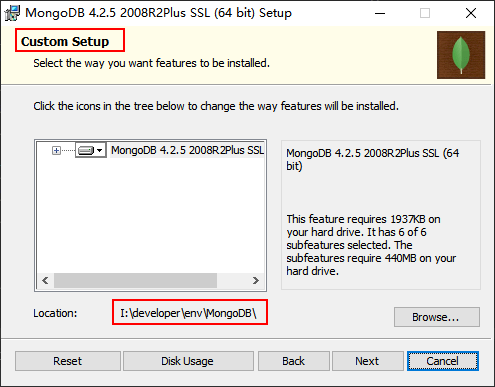 MongoDB 4.2.5 2008R2Plus SSL (64 bit) Setup
Custom Setup
Select the way you want features to be installed.
Click the icons in the tree below to change the way features will be installed.
MongoDB 4.2.5 2008R2Plus SSL
MongoDB 4.2.5 2008R2Plus SSL (64
bit)
This feature requires 1937KB on
your hard drive. It has 6 of 6
subfeatures selected. The
subfeatures require 440MB on your
hard drive.
Location: I:\developer\env\MongoDB\
Browse...
Reset Disk Usage Back Next Cancel